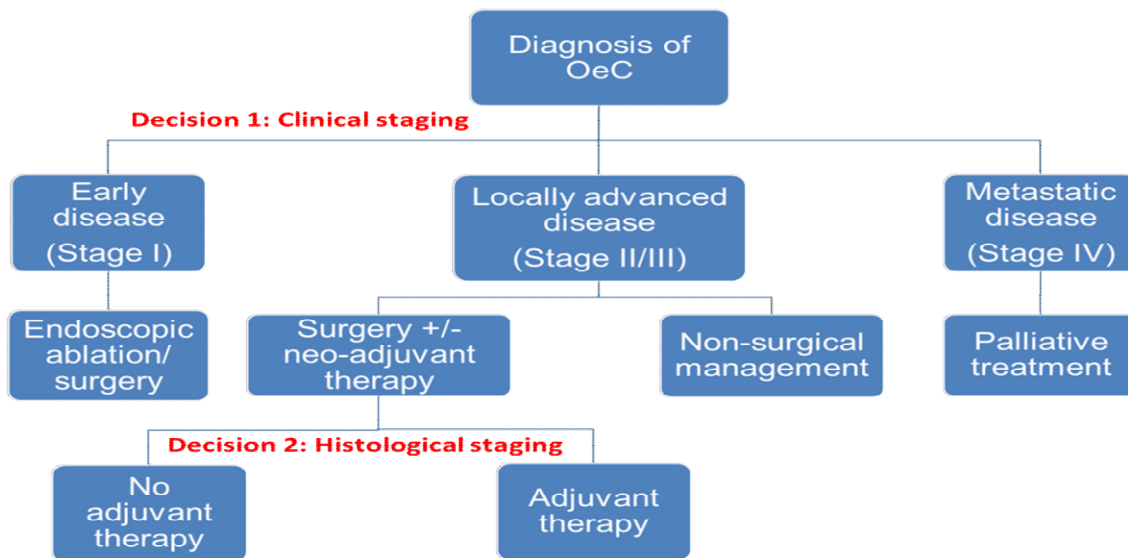 Diagnosis of
OeC
Decision 1: Clinical staging
Early
disease
(Stage I)
Locally advanced
disease
(Stage II/III)
Metastatic
disease
(Stage IV)
Endoscopic
ablation/
surgery
Surgery +/-
neo-adjuvant
therapy
Non-surgical
management
Palliative
treatment
Decision 2: Histological staging
No
adjuvant
therapy
Adjuvant
therapy